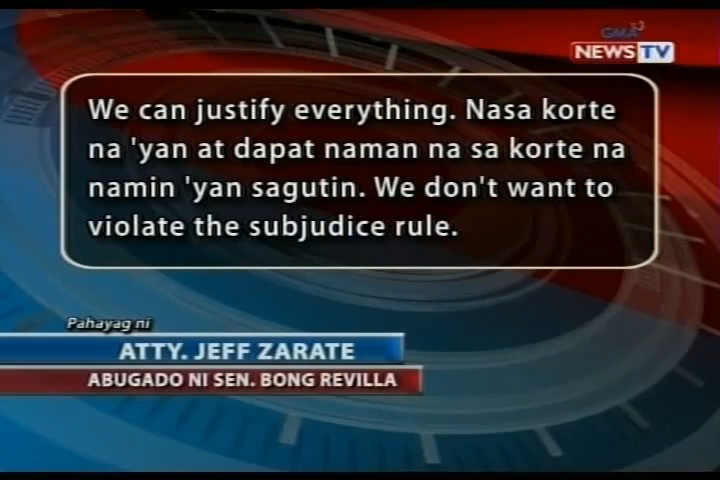 GMA
NEWS TV
We can justify everything. Nasa korte
na 'yan at dapat naman na sa korte na
namin 'yan sagutin. We don't want to
violate the subjudice rule.
Pahayag ni
ATTY. JEFF ZARATE
ABUGADO NI SEN. BONG REVILLA